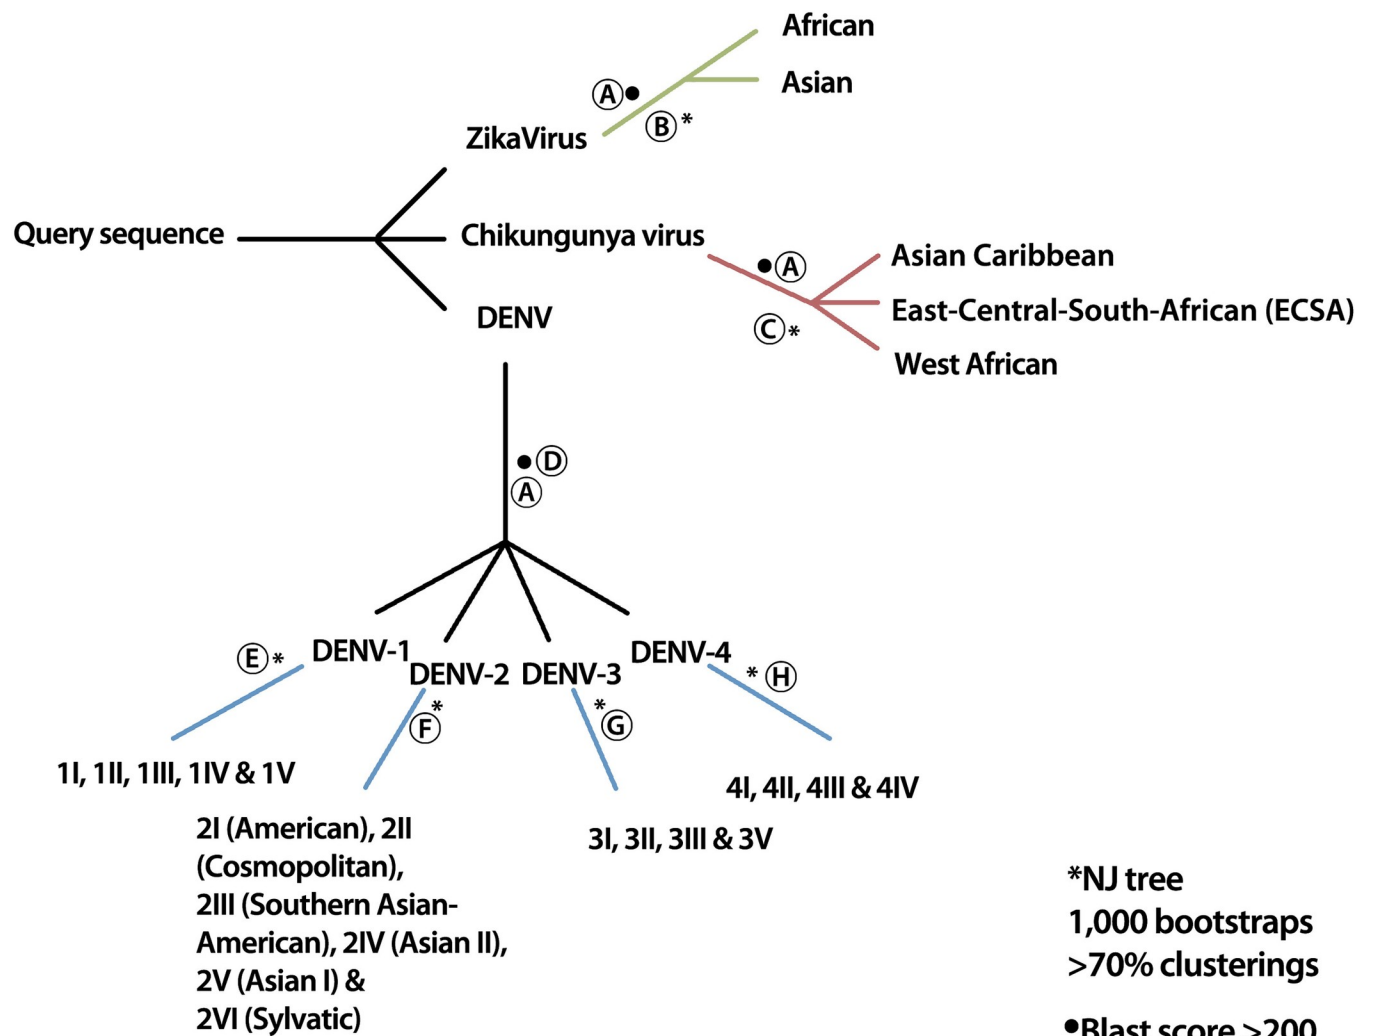 African
Asian
A●
B*
ZikaVirus
Query sequence
Chikungunya virus
●A
C*
Asian Caribbean
East-Central-South-African (ECSA)
West African
DENV
●D
A
E*
DENV-1
DENV-2
DENV-3
DENV-4
F*
*G
*H
1I, 1II, 1III, 1IV & 1V
2I (American), 2II
(Cosmopolitan),
2III (Southern Asian-
American), 2IV (Asian II),
2V (Asian I) &
2VI (Sylvatic)
3I, 3II, 3III & 3V
4I, 4II, 4III & 4IV
*NJ tree
1,000 bootstraps
>70% clusterings
●Blast score >200